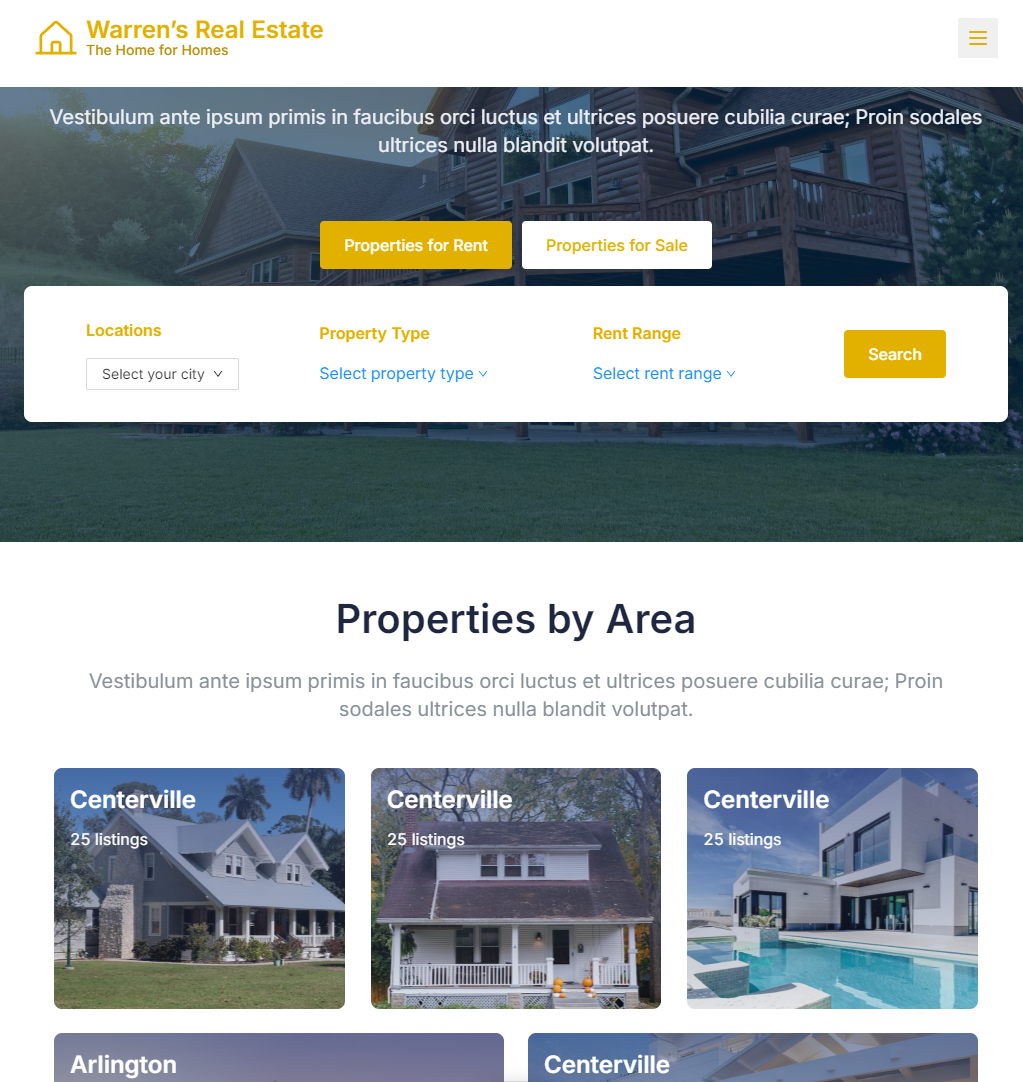 Warren's Real Estate
The Home for Homes
Vestibulum ante ipsum primis in faucibus orci luctus et ultrices posuere cubilia curae; Proin sodales
ultrices nulla blandit volutpat.
Properties for Rent
Properties for Sale
Locations
Property Type
Rent Range
Select your city
Select property type
Select rent range
Search
Properties by Area
Vestibulum ante ipsum primis in faucibus orci luctus et ultrices posuere cubilia curae; Proin
sodales ultrices nulla blandit volutpat.
Centerville
25 listings
Centerville
25 listings
Centerville
25 listings
Arlington
Centerville